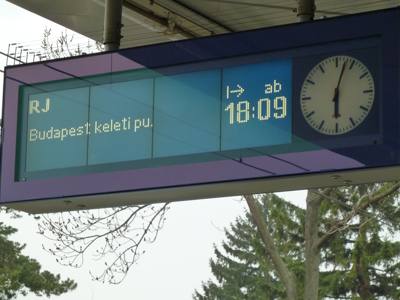 RJ
Budapest keleti pu.
|→ ab
18:09